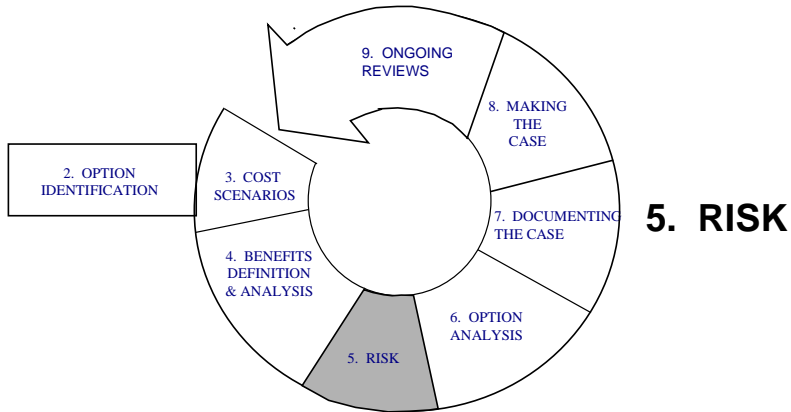 9. ONGOING
REVIEWS
8. MAKING
THE
CASE
2. OPTION
IDENTIFICATION
3. COST
SCENARIOS
7. DOCUMENTING
THE CASE
5. RISK
4. BENEFITS
DEFINITION
& ANALYSIS
6. OPTION
ANALYSIS
5. RISK